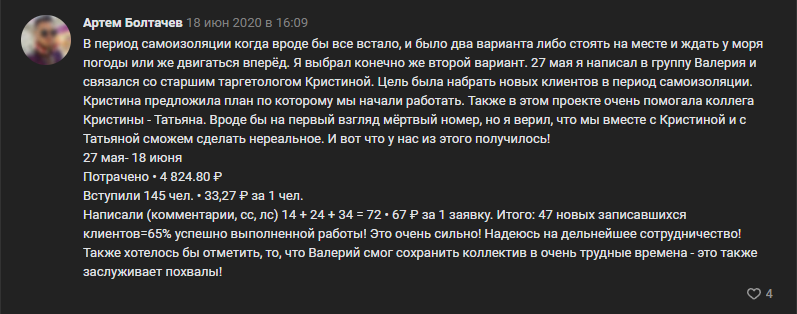 Артем Болтачев 18 июн 2020 в 16:09
В период самоизоляции когда вроде бы все встало, и было два варианта либо стоять на месте и ждать у моря
погоды или же двигаться вперёд. Я выбрал конечно же второй вариант. 27 мая я написал в группу Валерия и
связался со старшим таргетологом Кристиной. Цель была набрать новых клиентов в период самоизоляции.
Кристина предложила план по которому мы начали работать. Также в этом проекте очень помогала коллега
Кристины - Татьяна. Вроде бы на первый взгляд мёртвый номер, но я верил, что мы вместе с Кристиной и с
Татьяной сможем сделать нереальное. И вот что у нас из этого получилось!
27 мая- 18 июня
Потрачено • 4 824.80 ₽
Вступили 145 чел. • 33,27 ₽ за 1 чел.
Написали (комментарии, сс, лс) 14 + 24 + 34 = 72 • 67 ₽ за 1 заявку. Итого: 47 новых записавшихся
клиентов=65% успешно выполненной работы! Это очень сильно! Надеюсь на дельнейшее сотрудничество!
Также хотелось бы отметить, то, что Валерий смог сохранить коллектив в очень трудные времена - это также
заслуживает похвалы!
4